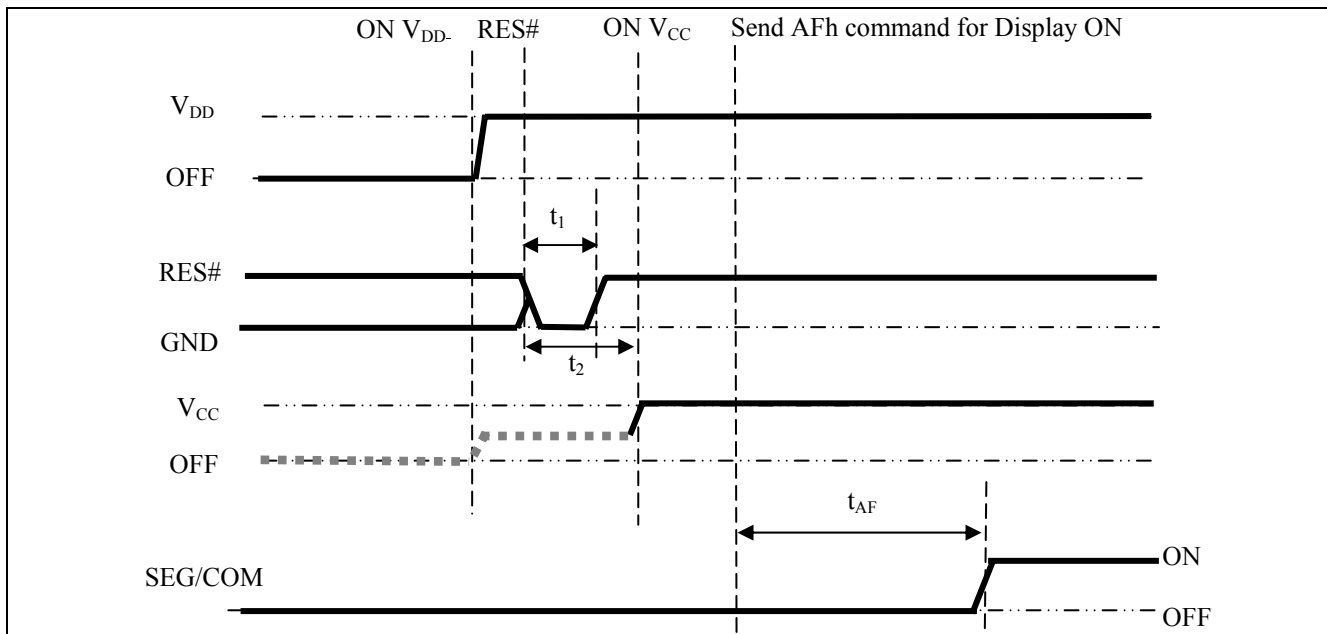 ON VDD- RES# ON VCC Send AFh command for Display ON
VDD
OFF
t1
RES#
GND
t2
VCC
OFF
tAF
SEG/COM
ON
OFF